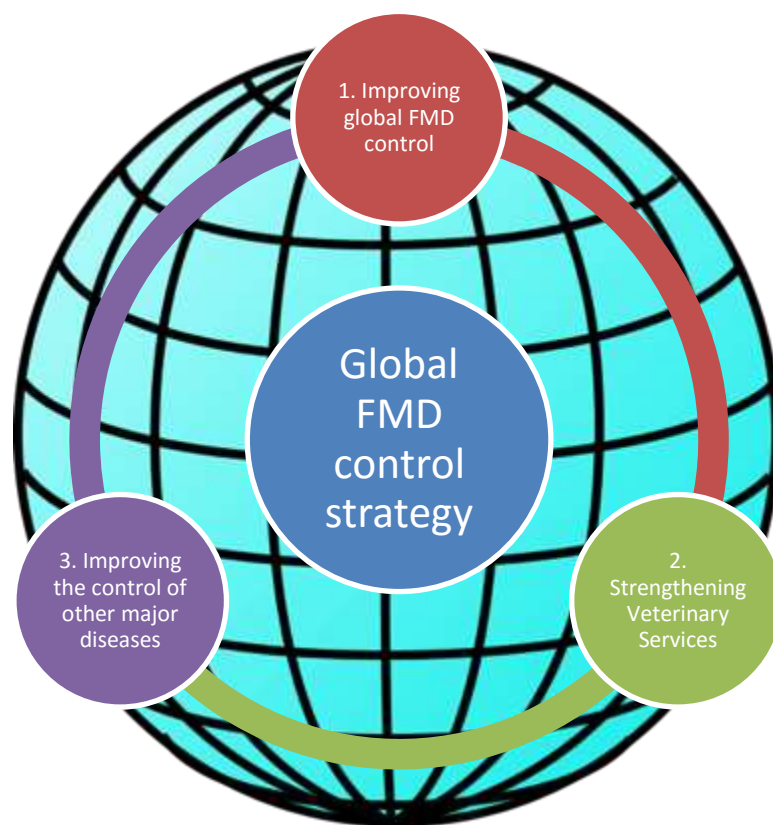 1. Improving
global FMD
control
Global
FMD
control
strategy
3. Improving
the control of
other major
diseases
2.
Strengthening
Veterinary
Services